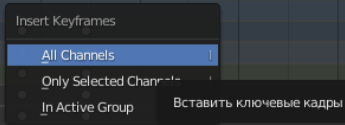 Insert Keyframes
All Channels
Only Selected Channels
In Active Group
Вставить ключевые кадры